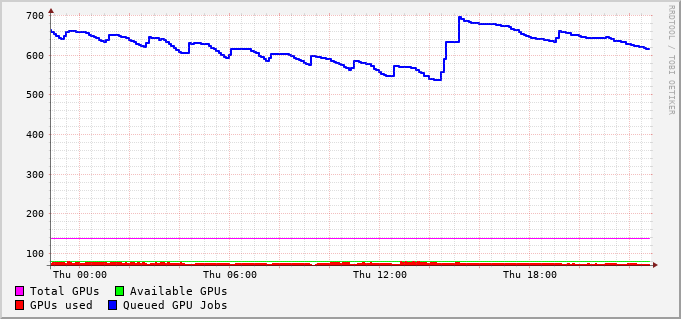 700
600
500
400
300
200
100
Thu 00:00 Thu 06:00 Thu 12:00 Thu 18:00
Total GPUs Available GPUs
GPUs used Queued GPU Jobs
RRDTOOL / TOBI OETIKER